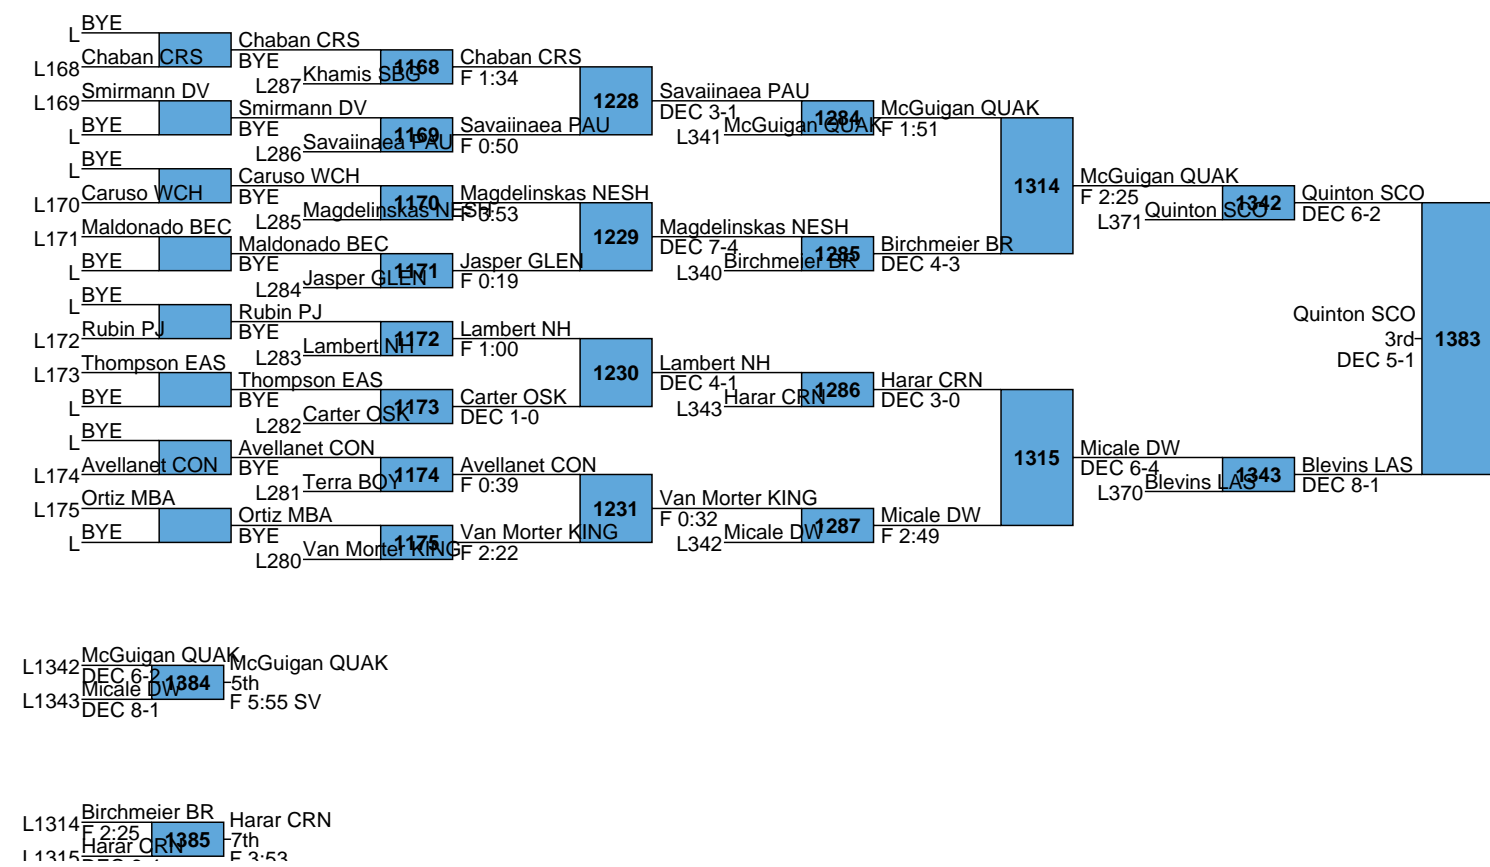 BYE
L
Chaban CRS
L168
Chaban CRS
BYE
L287
Khamis SBG
1168
Chaban CRS
F 1:34
Smirmann DV
L169
BYE
L
Smirmann DV
BYE
L286
Savaiinaea PAU
1169
Savaiinaea PAU
F 0:50
1228
Savaiinaea PAU
DEC 3-1
L341
McGuigan QUAK
1284
McGuigan QUAK
F 1:51
BYE
L
Caruso WCH
L170
Caruso WCH
BYE
L285
Magdelinskas NESH
1170
Magdelinskas NESH
F 3:53
Maldonado BEC
L171
BYE
L
Maldonado BEC
BYE
L284
Jasper GLEN
1171
Jasper GLEN
F 0:19
1229
Magdelinskas NESH
DEC 7-4
L340
Birchmeier BR
1285
Birchmeier BR
DEC 4-3
1314
McGuigan QUAK
F 2:25
L371
Quinton SCO
1342
Quinton SCO
DEC 6-2
BYE
L
Rubin PJ
L172
Rubin PJ
BYE
L283
Lambert NH
1172
Lambert NH
F 1:00
Thompson EAS
L173
BYE
L
Thompson EAS
BYE
L282
Carter OSK
1173
Carter OSK
DEC 1-0
1230
Lambert NH
DEC 4-1
L343
Harar CRN
1286
Harar CRN
DEC 3-0
BYE
L
Avellanet CON
L174
Avellanet CON
BYE
L281
Terra BOY
1174
Avellanet CON
F 0:39
Ortiz MBA
L175
BYE
L
Ortiz MBA
BYE
L280
Van Morter KING
1175
Van Morter KING
F 2:22
1231
Van Morter KING
F 0:32
L342
Micale DW
1287
Micale DW
F 2:49
1315
Micale DW
DEC 6-4
L370
Blevins LAS
1343
Blevins LAS
DEC 8-1
Quinton SCO
3rd
DEC 5-1
1383
McGuigan QUAK
L1342
DEC 6-2
Micale DW
L1343
DEC 8-1
1384
McGuigan QUAK
5th
F 5:55 SV
Birchmeier BR
L1314
F 2:25
Harar CRN
L1315
1385
Harar CRN
7th
F 3:53